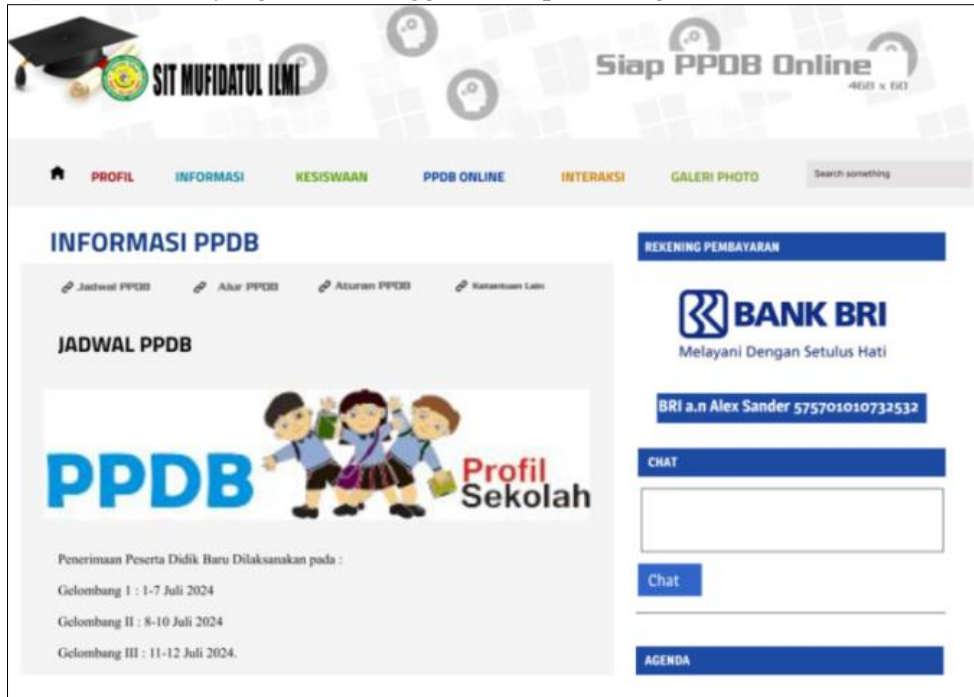 SIT MUFIDATUL ILMI
Siap PPDB Online
468 x 60
PROFIL INFORMASI KESISWAAN PPDB ONLINE INTERAKSI GALERI PHOTO Search something
INFORMASI PPDB
Jadwal PPDB Alur PPDB Aturan PPDB Ketentuan Lain
JADWAL PPDB
PPDB
Profil
Sekolah
Penerimaan Peserta Didik Baru Dilaksanakan pada :
Gelombang 1 : 1-7 Juli 2024
Gelombang II : 8-10 Juli 2024
Gelombang III : 11-12 Juli 2024.
REKENING PEMBAYARAN
BANK BRI
Melayani Dengan Setulus Hati
BRI a.n Alex Sander 575701010732532
CHAT
Chat
AGENDA